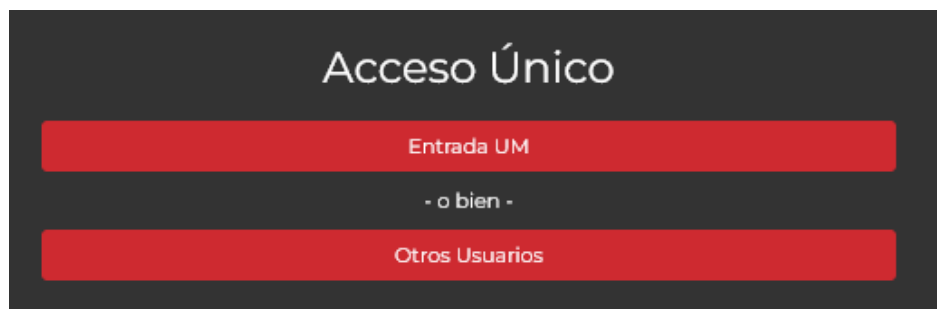 Acceso Único
Entrada UM
- o bien -
Otros Usuarios